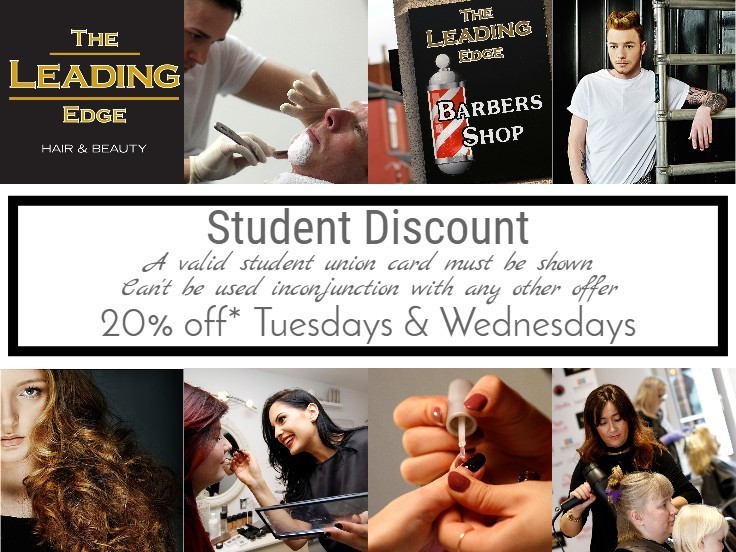 THE
LEADING
EDGE
HAIR & BEAUTY
THE
LEADING
EDGE
BARBERS
SHOP
Student Discount
A valid student union card must be shown
Can't be used inconjunction with any other offer
20% off* Tuesdays & Wednesdays